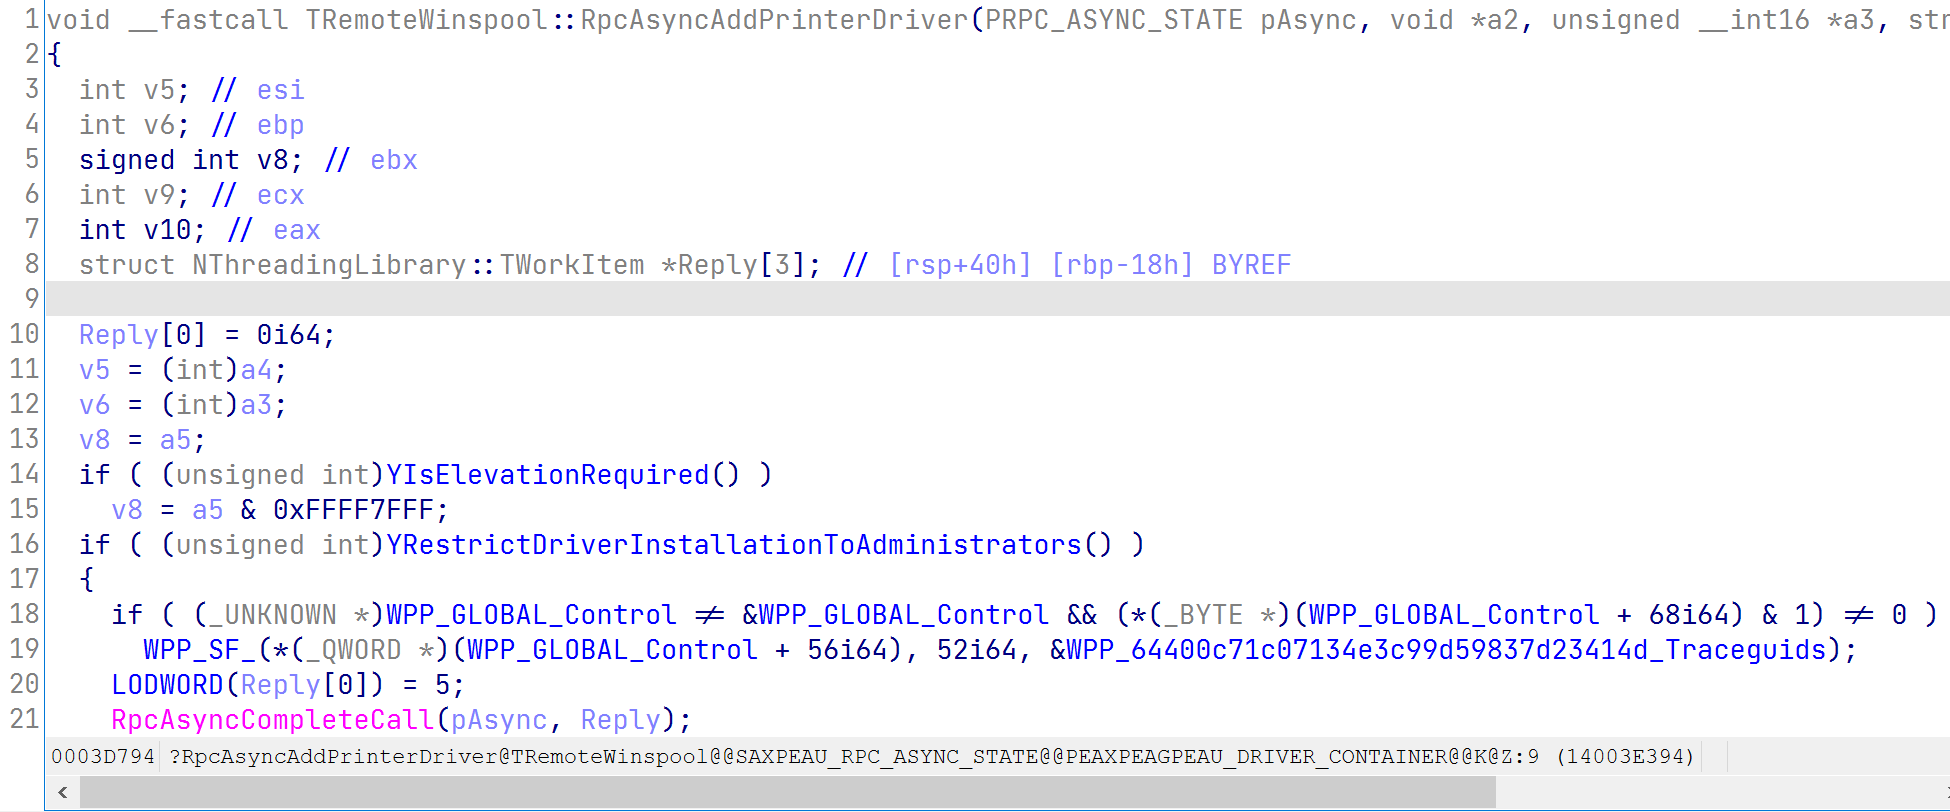 1 void __fastcall TRemoteWinspool::RpcAsyncAddPrinterDriver(PRPC_ASYNC_STATE pAsync, void *a2, unsigned __int16 *a3, str
2 {
3 int v5; // esi
4 int v6; // ebp
5 signed int v8; // ebx
6 int v9; // ecx
7 int v10; // eax
8 struct NThreadingLibrary::TWorkItem *Reply[3]; // [rsp+40h] [rbp-18h] BYREF
9
10 Reply[0] = 0i64;
11 v5 = (int)a4;
12 v6 = (int)a3;
13 v8 = a5;
14 if ( (unsigned int)YIsElevationRequired() )
15 v8 = a5 & 0xFFFF7FFF;
16 if ( (unsigned int)YRestrictDriverInstallationToAdministrators() )
17 {
18 if ( (_UNKNOWN *)WPP_GLOBAL_Control != &WPP_GLOBAL_Control && (*(_BYTE *)(WPP_GLOBAL_Control + 68i64) & 1) != 0 )
19 WPP_SF_(*(_QWORD *)(WPP_GLOBAL_Control + 56i64), 52i64, &WPP_64400c71c07134e3c99d59837d23414d_Traceguids);
20 LODWORD(Reply[0]) = 5;
21 RpcAsyncCompleteCall(pAsync, Reply);
0003D794 ?RpcAsyncAddPrinterDriver@TRemoteWinspool@@SAXPEAU_RPC_ASYNC_STATE@@PEAXPEAGPEAU_DRIVER_CONTAINER@@K@Z:9 (14003E394)